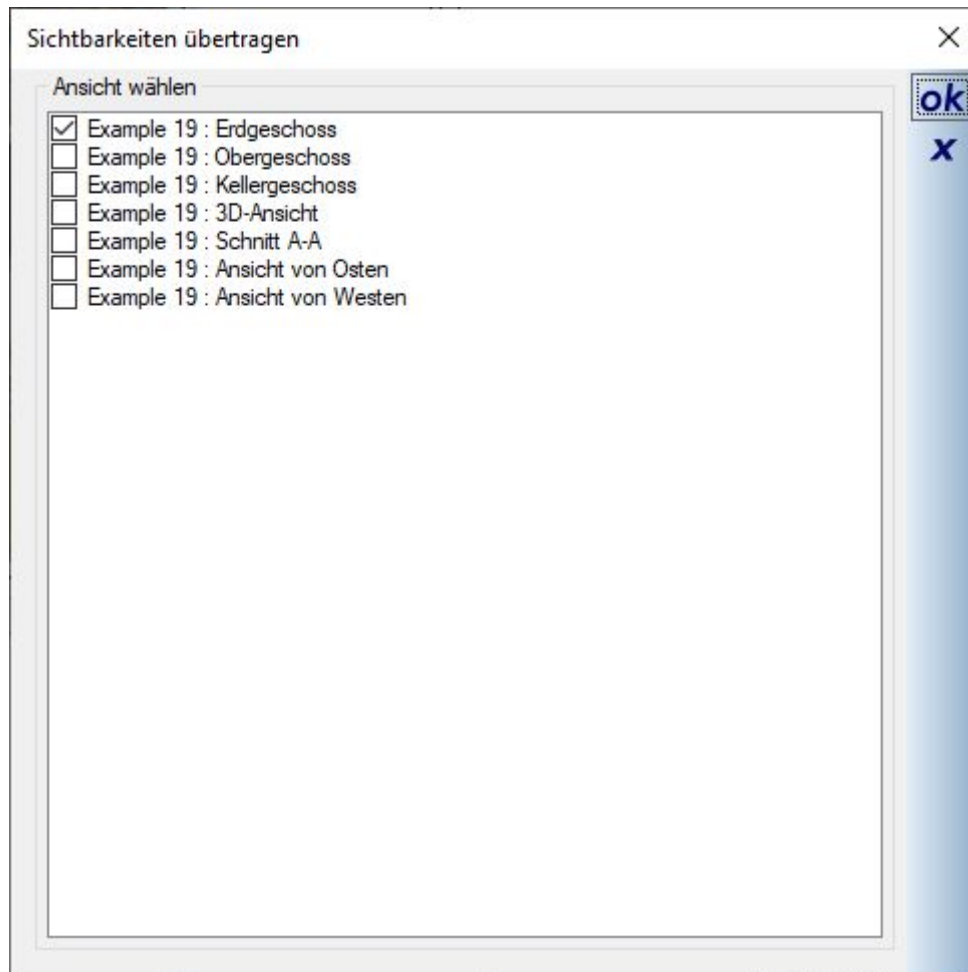 Sichtbarkeiten übertragen
Ansicht wählen
ok
x
Example 19 : Erdgeschoss
Example 19 : Obergeschoss
Example 19 : Kellergeschoss
Example 19 : 3D-Ansicht
Example 19 : Schnitt A-A
Example 19 : Ansicht von Osten
Example 19 : Ansicht von Westen